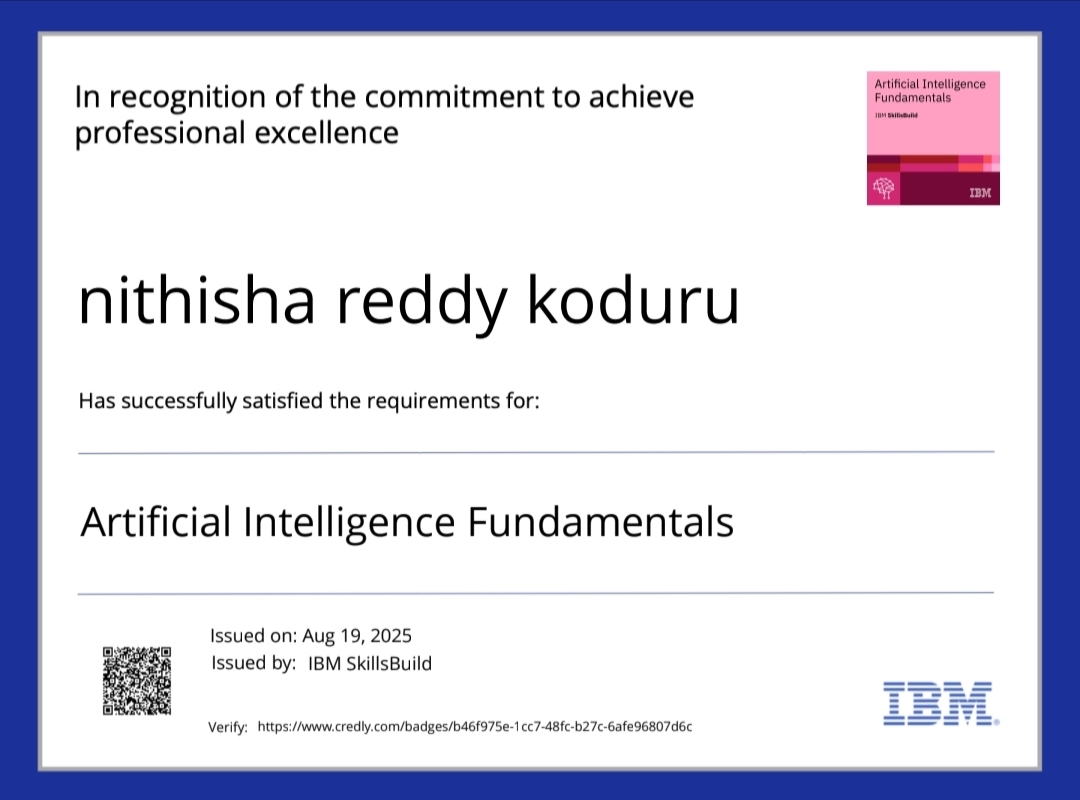 In recognition of the commitment to achieve
professional excellence
Artificial Intelligence
Fundamentals
IBM SkillsBuild
IBM
nithisha reddy koduru
Has successfully satisfied the requirements for:
Artificial Intelligence Fundamentals
Issued on: Aug 19, 2025
Issued by: IBM SkillsBuild
Verify: https://www.credly.com/badges/b46f975e-1cc7-48fc-b27c-6afe96807d6c
IBM®